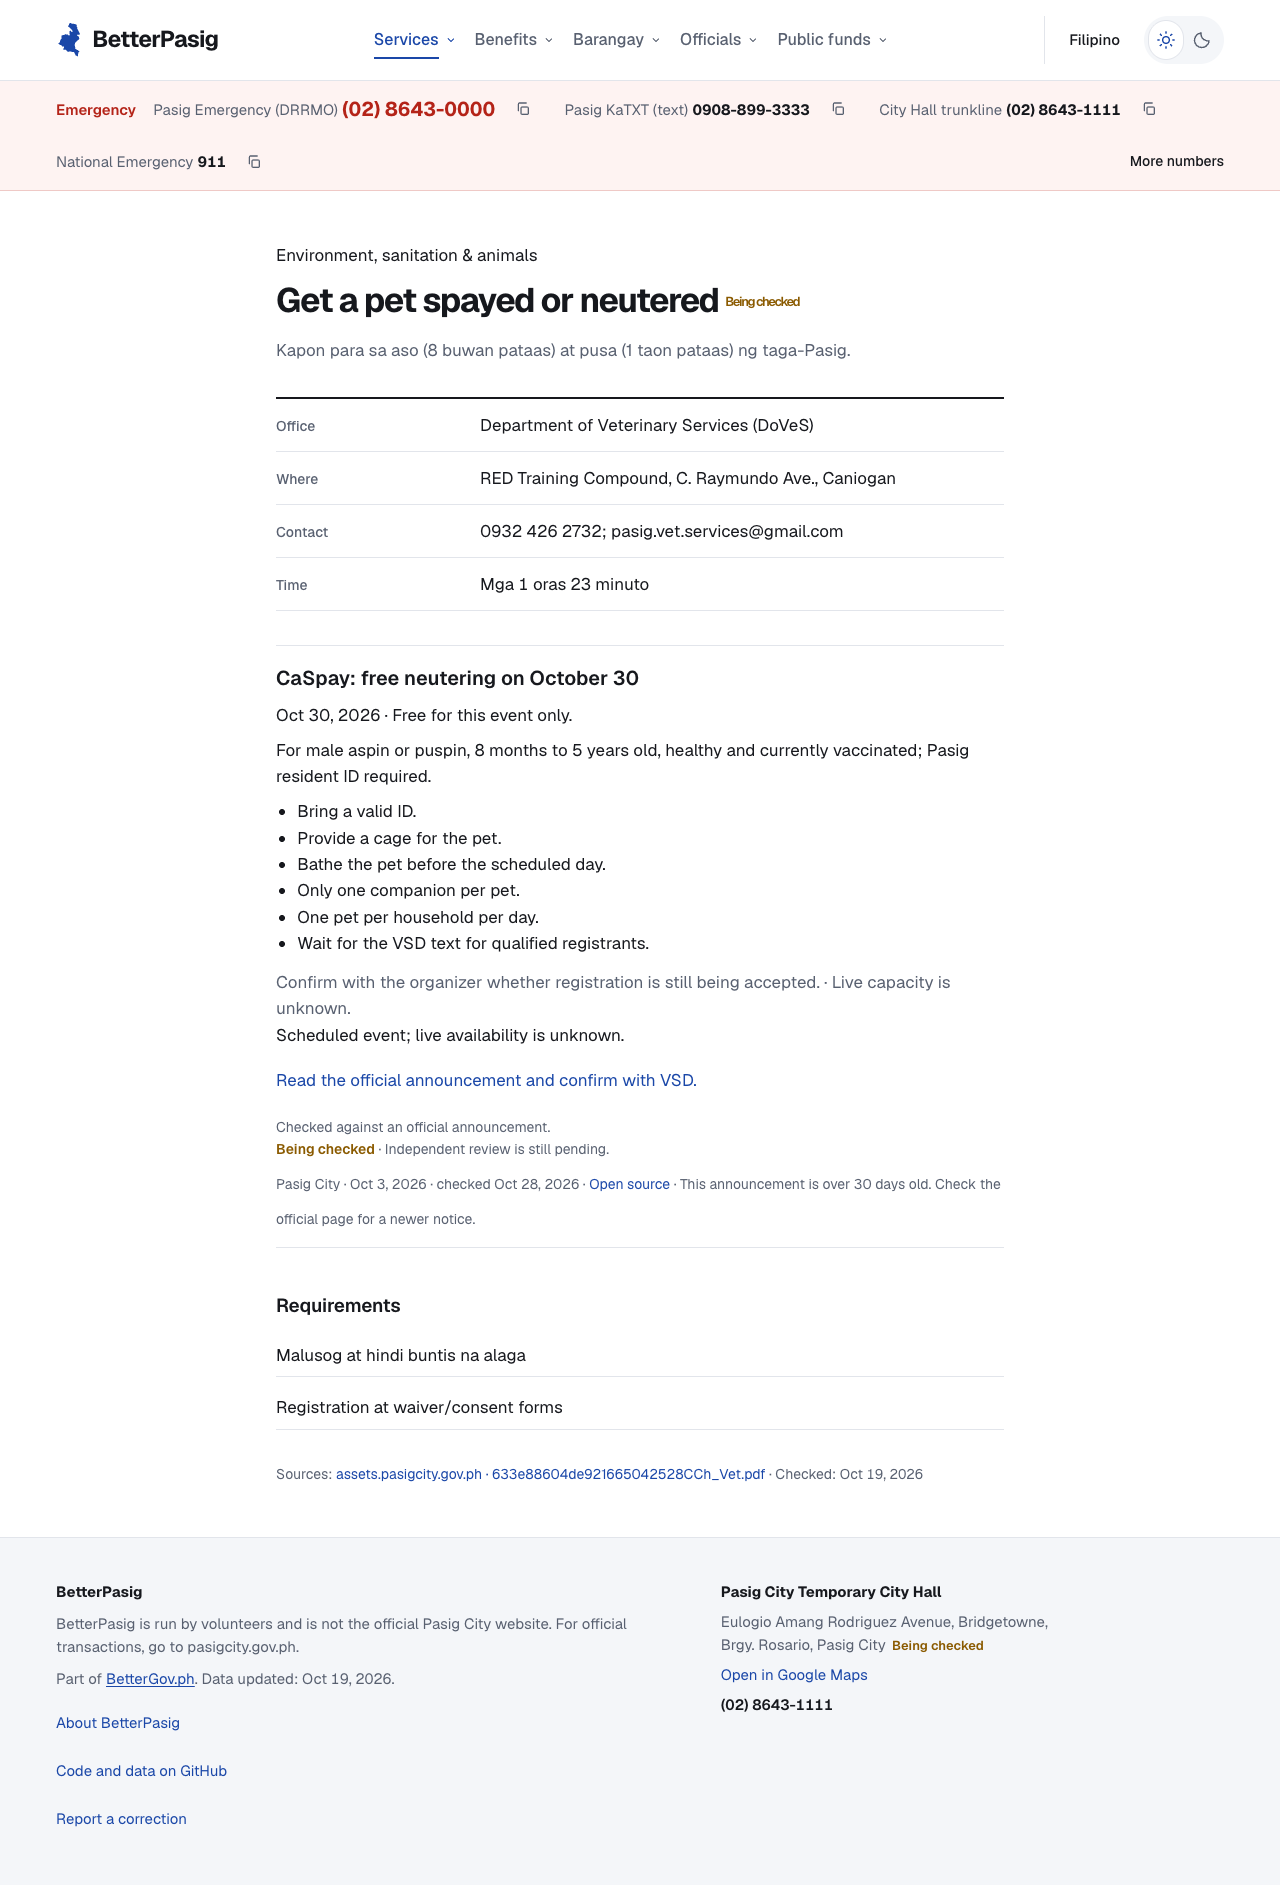 BetterPasig
Services
Benefits
Barangay
Officials
Public funds
Filipino
Emergency Pasig Emergency (DRRMO) (02) 8643-0000 Pasig KaTXT (text) 0908-899-3333 City Hall trunkline (02) 8643-1111
National Emergency 911 More numbers
Environment, sanitation & animals
Get a pet spayed or neutered Being checked
Kapon para sa aso (8 buwan pataas) at pusa (1 taon pataas) ng taga-Pasig.
Office Department of Veterinary Services (DoVeS)
Where RED Training Compound, C. Raymundo Ave., Caniogan
Contact 0932 426 2732; pasig.vet.services@gmail.com
Time Mga 1 oras 23 minuto
CaSpay: free neutering on October 30
Oct 30, 2026 · Free for this event only.
For male aspin or puspin, 8 months to 5 years old, healthy and currently vaccinated; Pasig
resident ID required.
• Bring a valid ID.
• Provide a cage for the pet.
• Bathe the pet before the scheduled day.
• Only one companion per pet.
• One pet per household per day.
• Wait for the VSD text for qualified registrants.
Confirm with the organizer whether registration is still being accepted. · Live capacity is
unknown.
Scheduled event; live availability is unknown.
Read the official announcement and confirm with VSD.
Checked against an official announcement.
Being checked · Independent review is still pending.
Pasig City · Oct 3, 2026 · checked Oct 28, 2026 · Open source · This announcement is over 30 days old. Check the
official page for a newer notice.
Requirements
Malusog at hindi buntis na alaga
Registration at waiver/consent forms
Sources: assets.pasigcity.gov.ph · 633e88604de921665042528CCh_Vet.pdf · Checked: Oct 19, 2026
BetterPasig
BetterPasig is run by volunteers and is not the official Pasig City website. For official
transactions, go to pasigcity.gov.ph.
Part of BetterGov.ph. Data updated: Oct 19, 2026.
About BetterPasig
Code and data on GitHub
Report a correction
Pasig City Temporary City Hall
Eulogio Amang Rodriguez Avenue, Bridgetowne,
Brgy. Rosario, Pasig City Being checked
Open in Google Maps
(02) 8643-1111